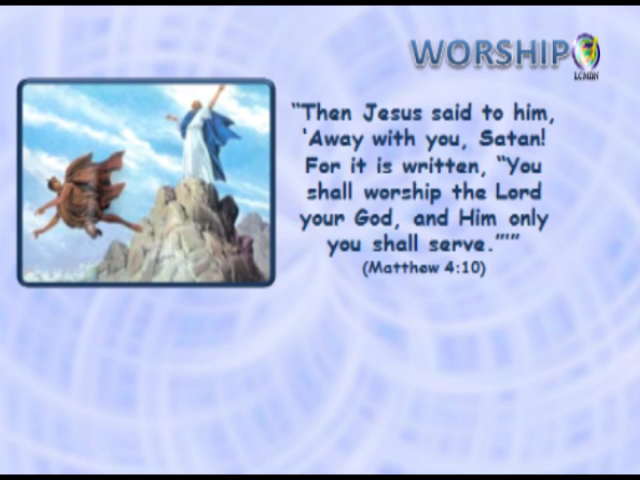 WORSHIP
LCMBN
“Then Jesus said to him,
‘Away with you, Satan!
For it is written, “You
shall worship the Lord
your God, and Him only
you shall serve.”’”
(Matthew 4:10)